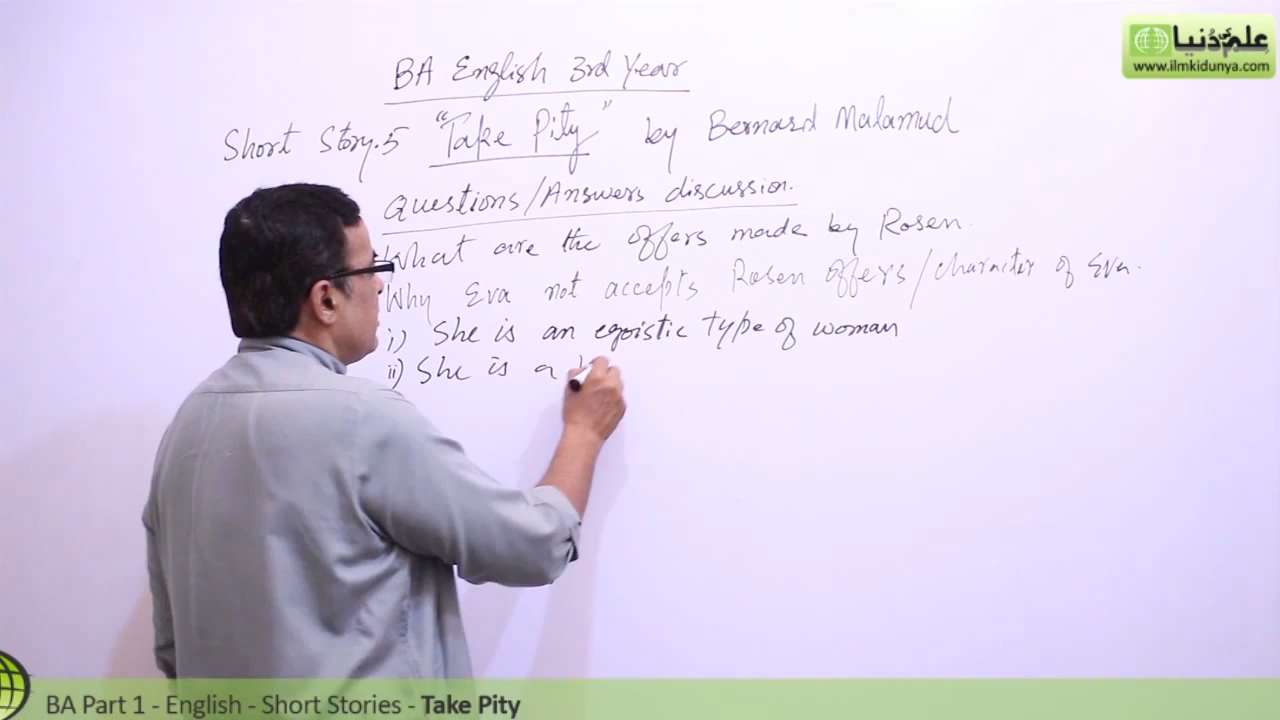 علم کی دُنیا
www.ilmkidunya.com
BA English 3rd Year
Short Story.5 "Take Pity" by Bernard Malamud
Questions/Answers discussion.
What are the offers made by Rosen.
Why Eva not accepts Rosen offers/character of Eva.
i) She is an egoistic type of woman
ii) She is a
BA Part 1 - English - Short Stories - Take Pity